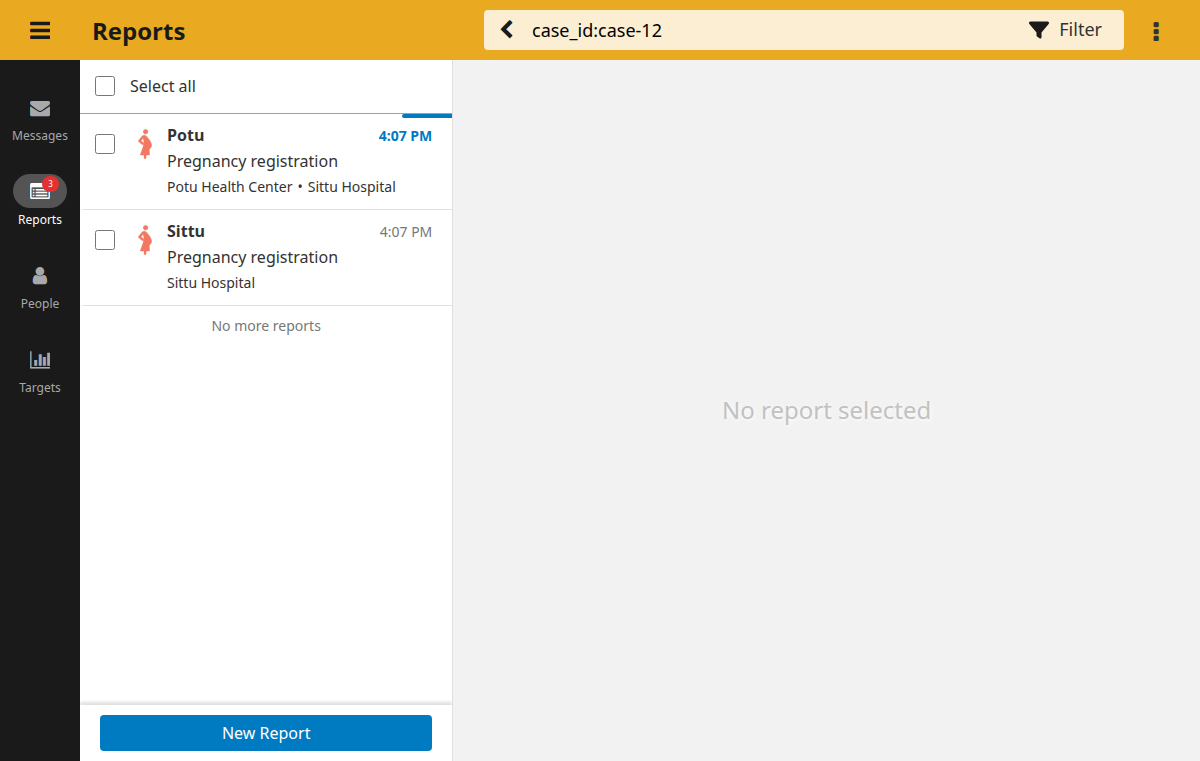 Reports
case_id:case-12
Filter
Messages
3
Reports
People
Targets
Select all
Potu 4:07 PM
Pregnancy registration
Potu Health Center • Sittu Hospital
Sittu 4:07 PM
Pregnancy registration
Sittu Hospital
No more reports
New Report
No report selected